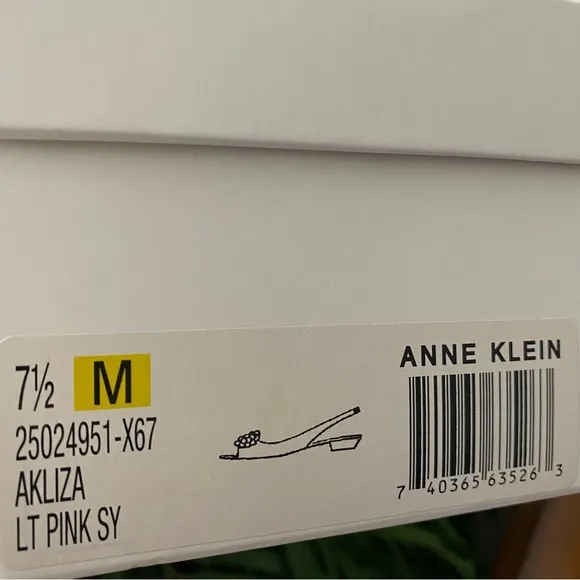 7½ M
25024951-X67
AKLIZA
LT PINK SY
ANNE KLEIN
7 40365 63526 3